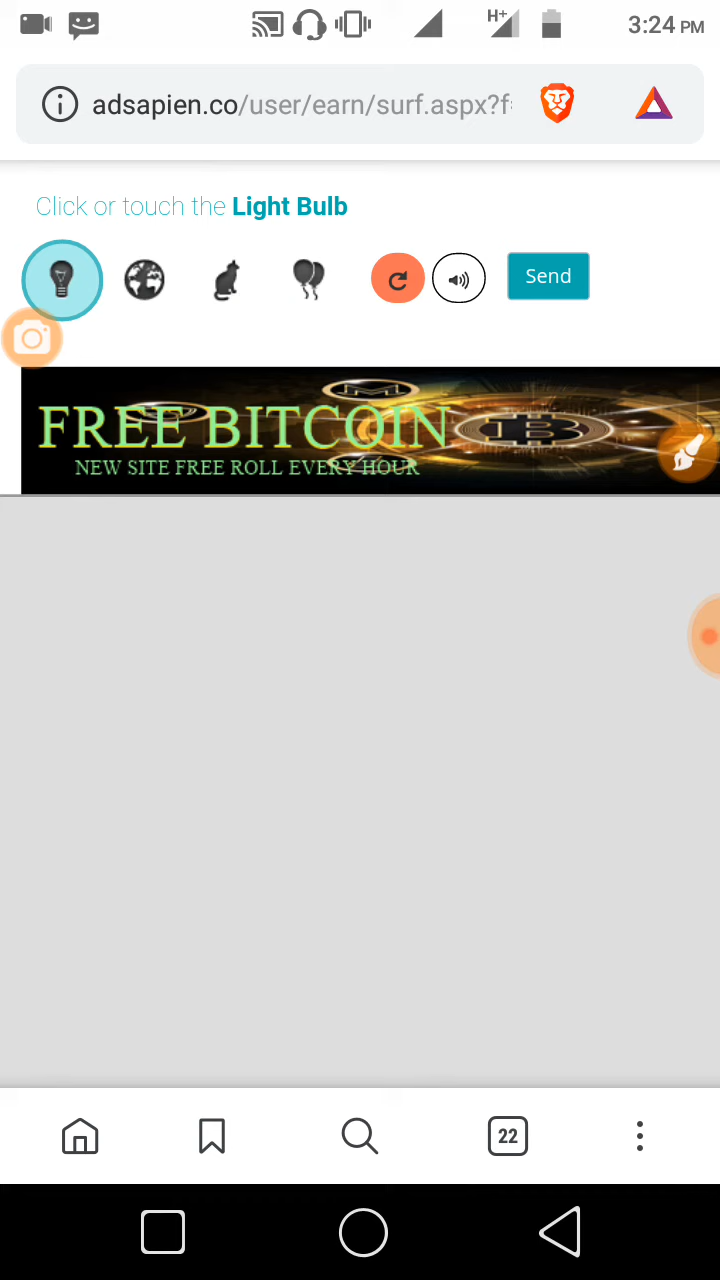 H+
3:24 PM
adsapien.co/user/earn/surf.aspx?f
Click or touch the Light Bulb
Send
FREE BITCOIN
NEW SITE FREE ROLL EVERY HOUR
22